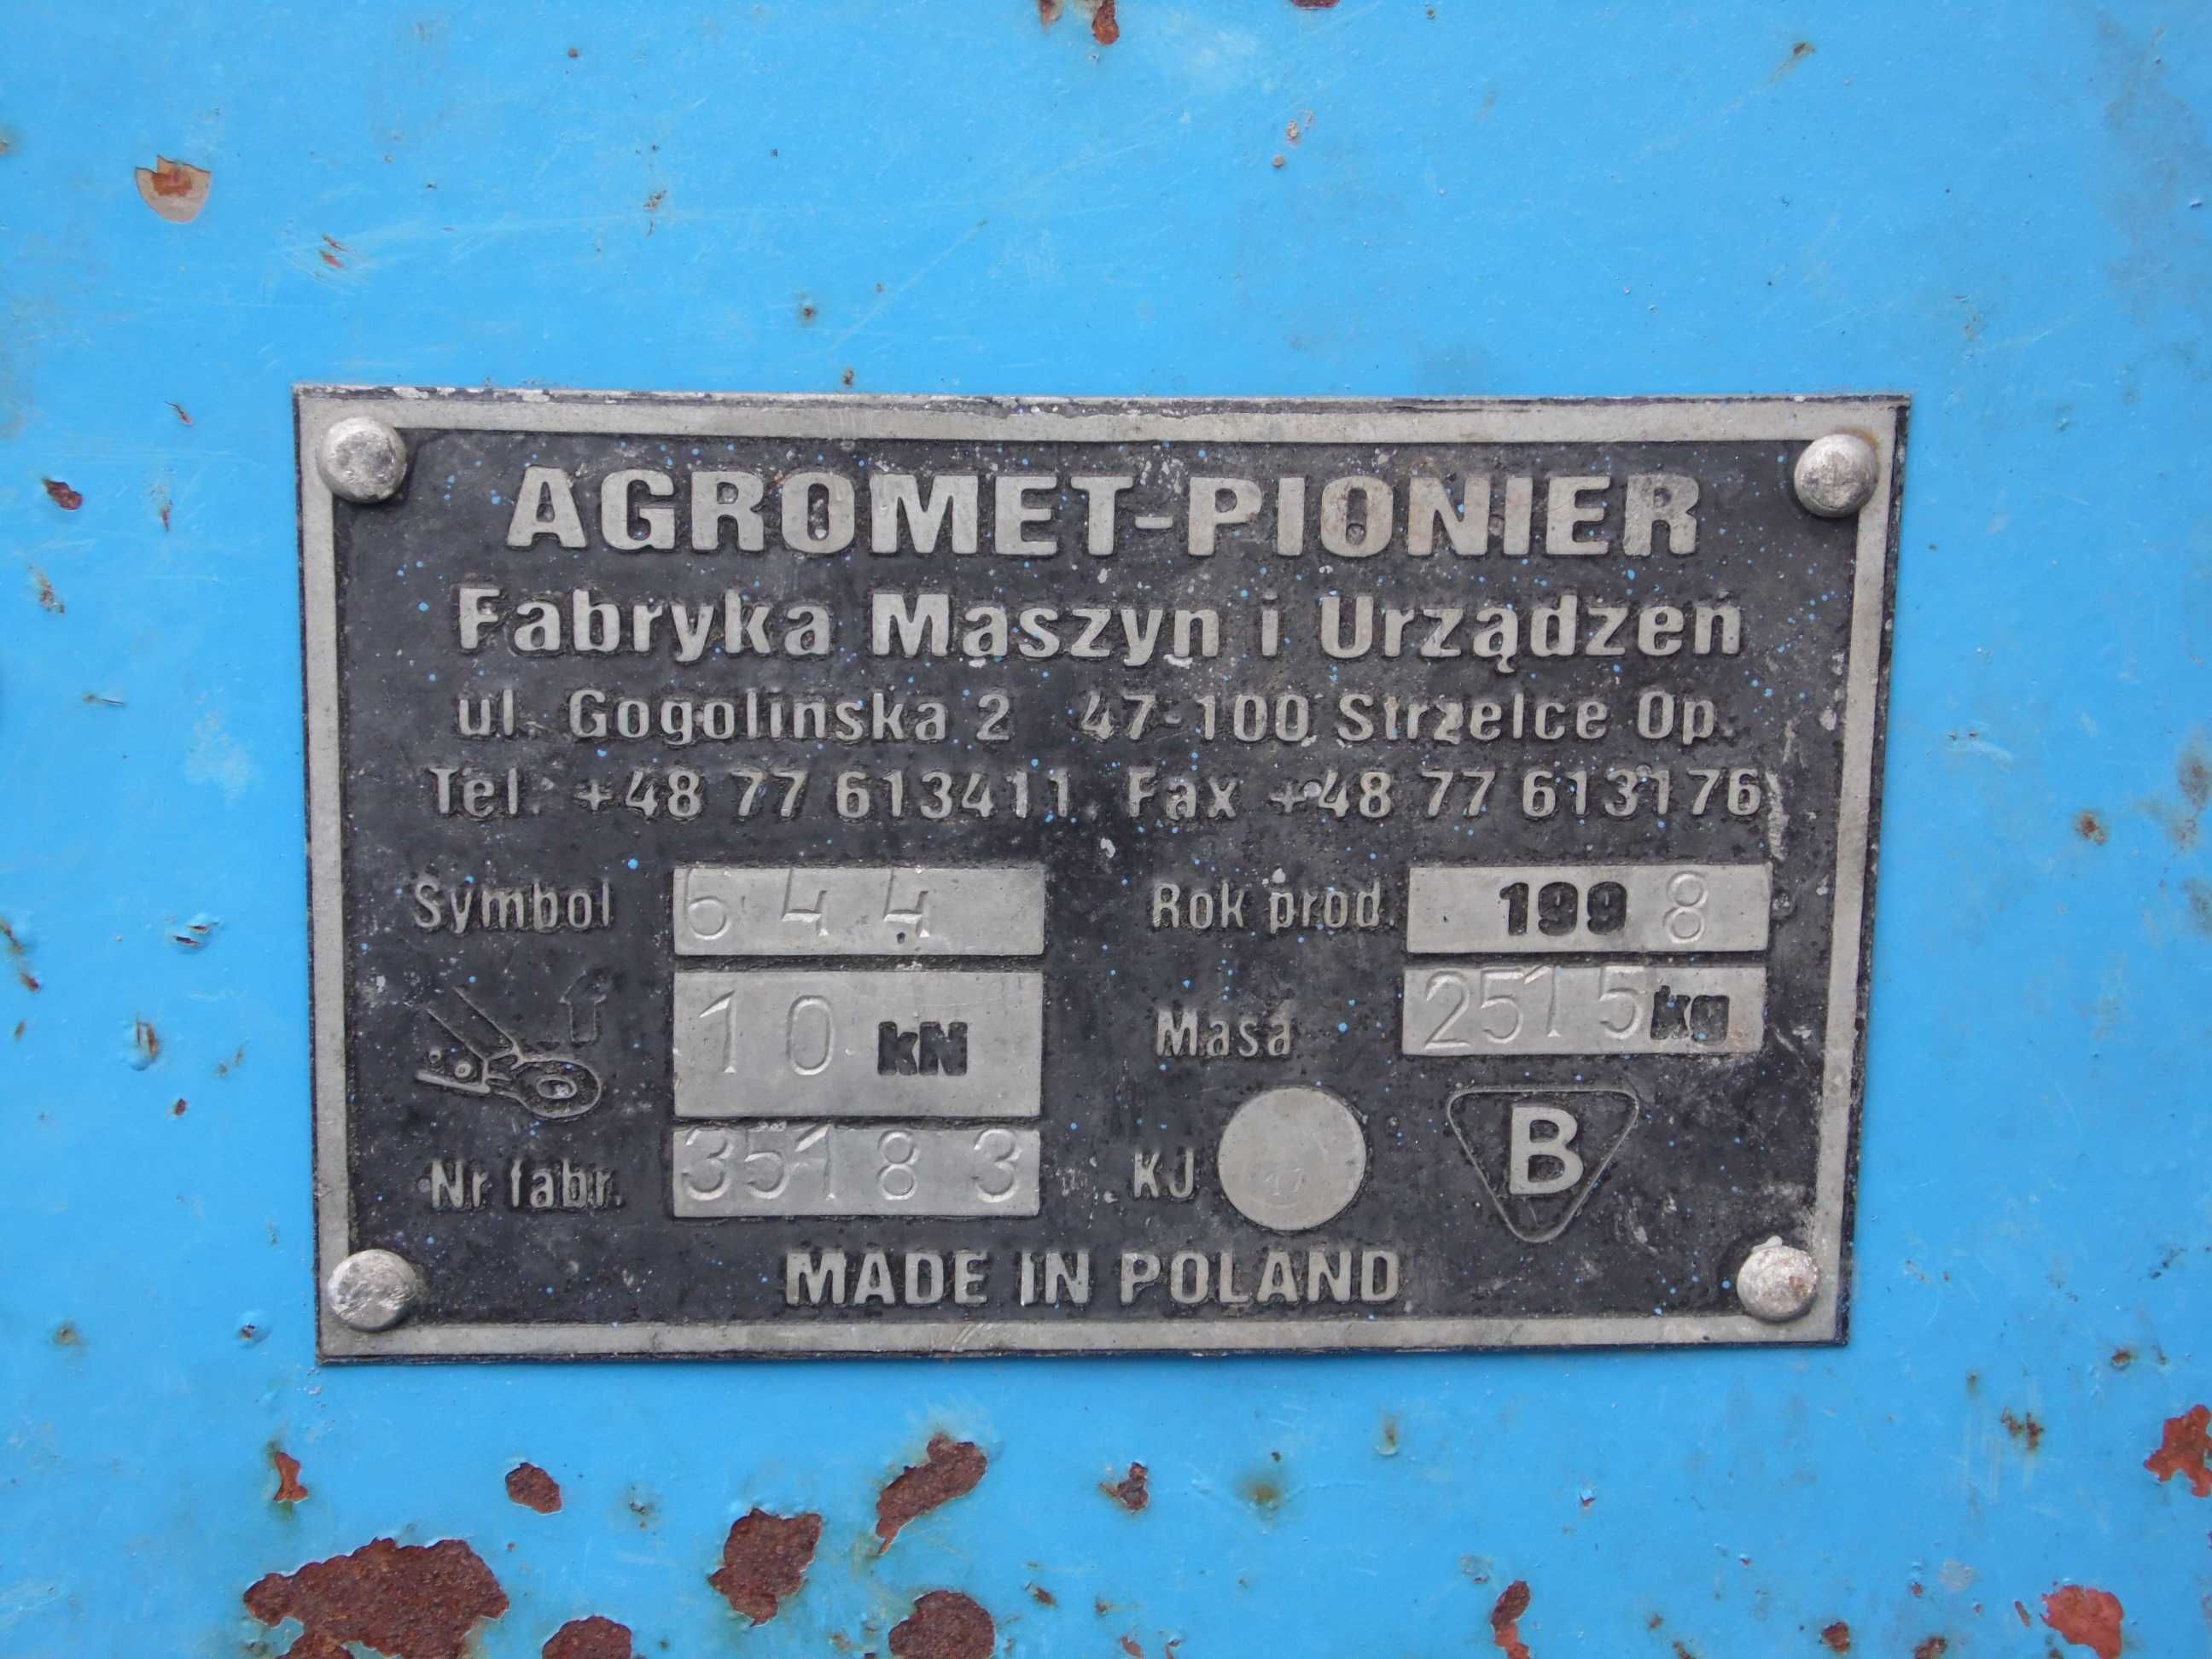 AGROMET-PIONIER
Fabryka Maszyn i Urządzeń
ul. Gogolińska 2 47-100 Strzelce Op.
Tel. +48 77 613411 Fax +48 77 613176
Symbol 644 Rok prod. 1998
10 kN Masa 2515 kg
Nr fabr. 35183 KJ B
MADE IN POLAND